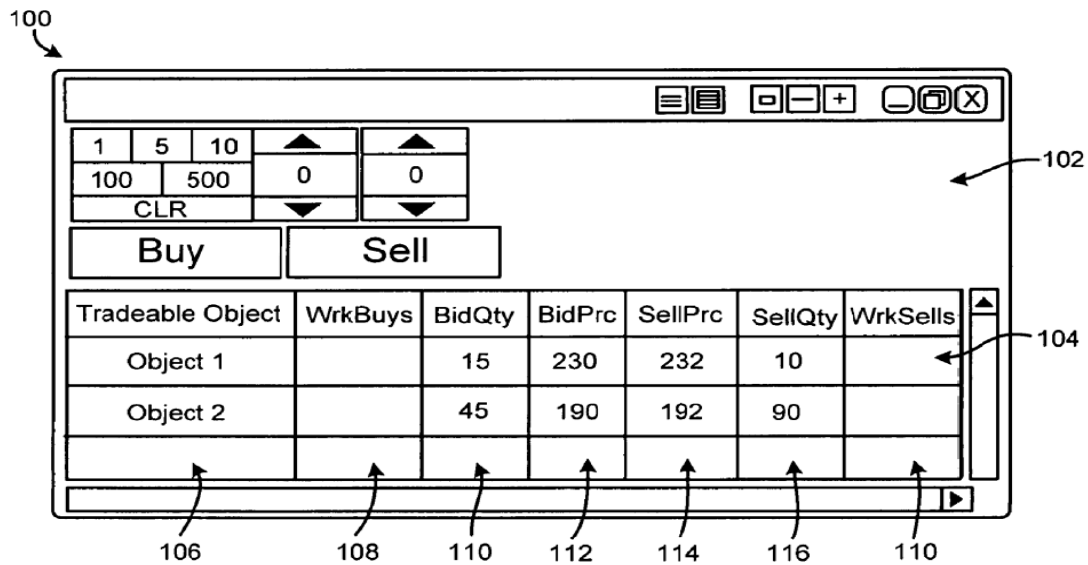 100
1 5 10
0 0
102
100 500
CLR
Buy Sell
Tradeable Object WrkBuys BidQty BidPrc SellPrc SellQty WrkSells
104
Object 1 15 230 232 10
Object 2 45 190 192 90
106 108 110 112 114 116 110